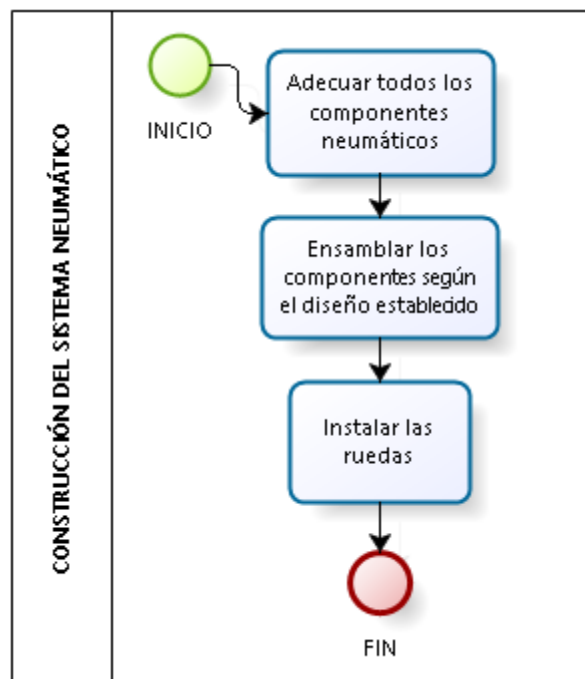 CONSTRUCCIÓN DEL SISTEMA NEUMÁTICO
INICIO
Adecuar todos los
componentes
neumáticos
Ensamblar los
componentes según
el diseño establecido
Instalar las
ruedas
FIN